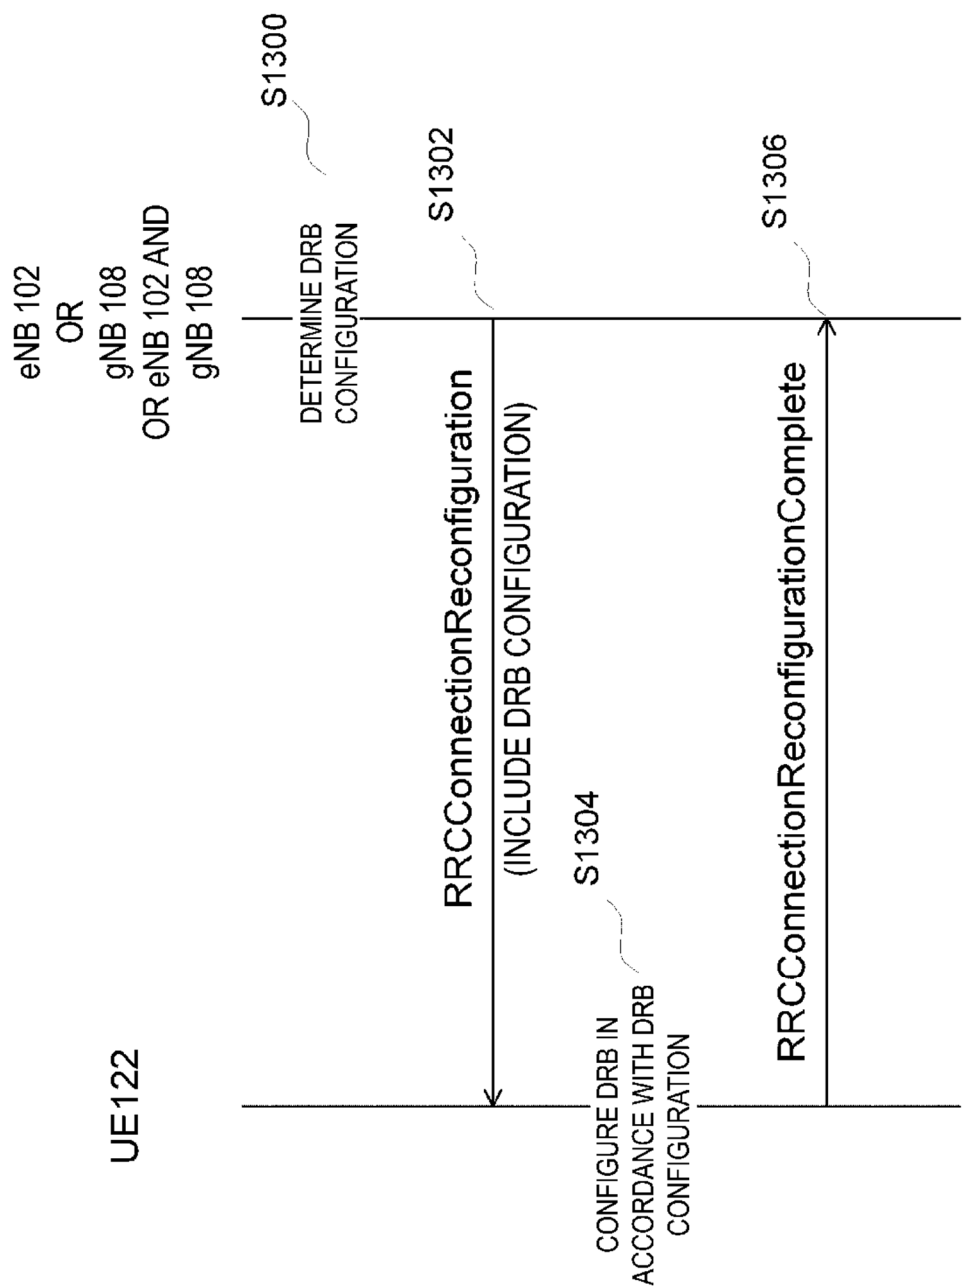 UE122
eNB 102
OR
gNB 108
OR eNB 102 AND
gNB 108
S1300
DETERMINE DRB
CONFIGURATION
S1302
RRCConnectionReconfiguration
(INCLUDE DRB CONFIGURATION)
S1304
CONFIGURE DRB IN
ACCORDANCE WITH DRB
CONFIGURATION
S1306
RRCConnectionReconfigurationComplete